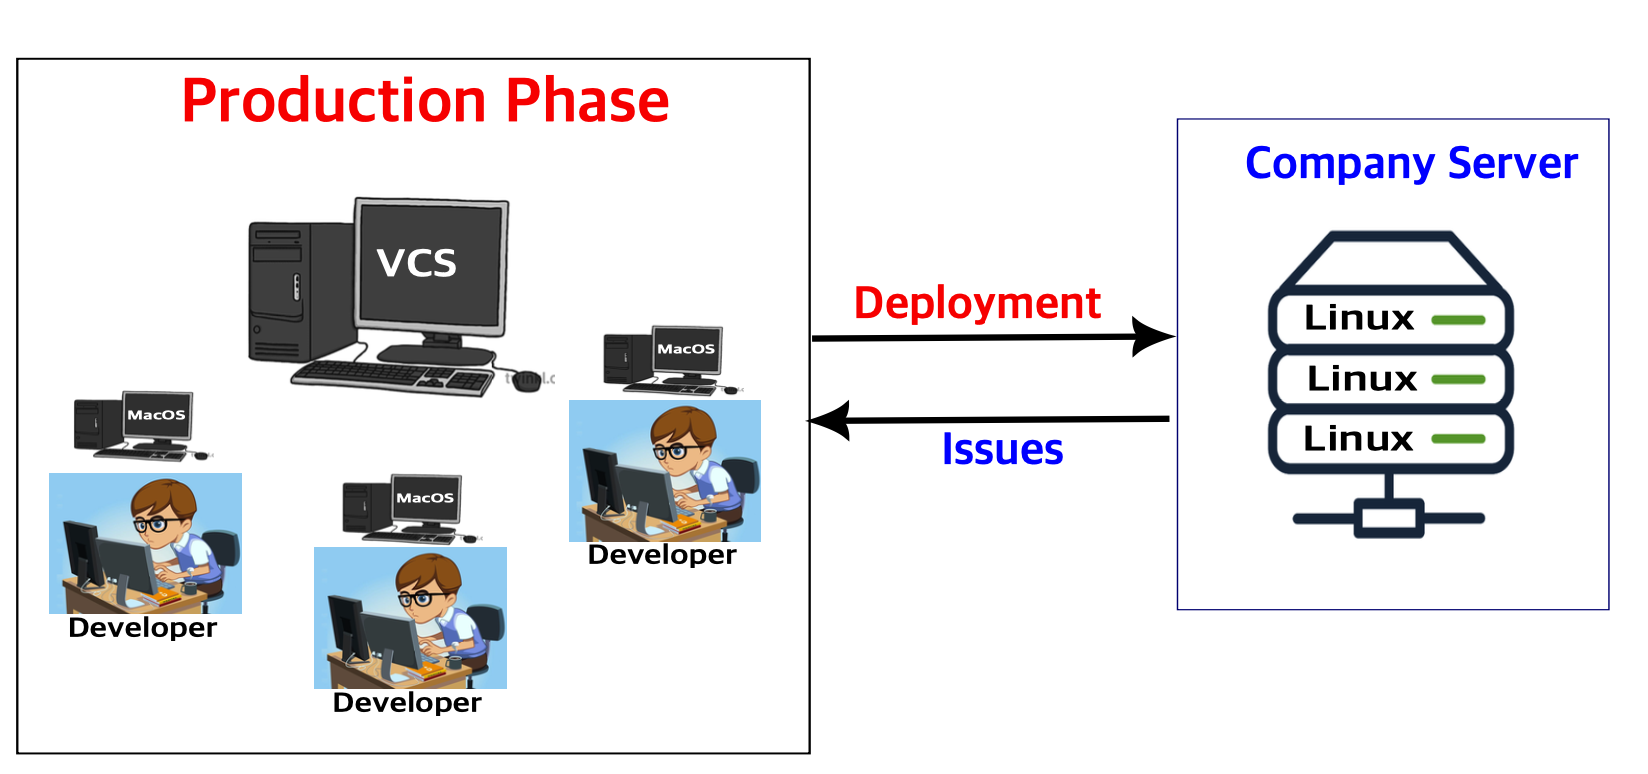 Production Phase
Company Server
VCS
Deployment
Linux
MacOS
Linux
MacOS
Issues
Linux
MacOS
Developer
Developer
Developer